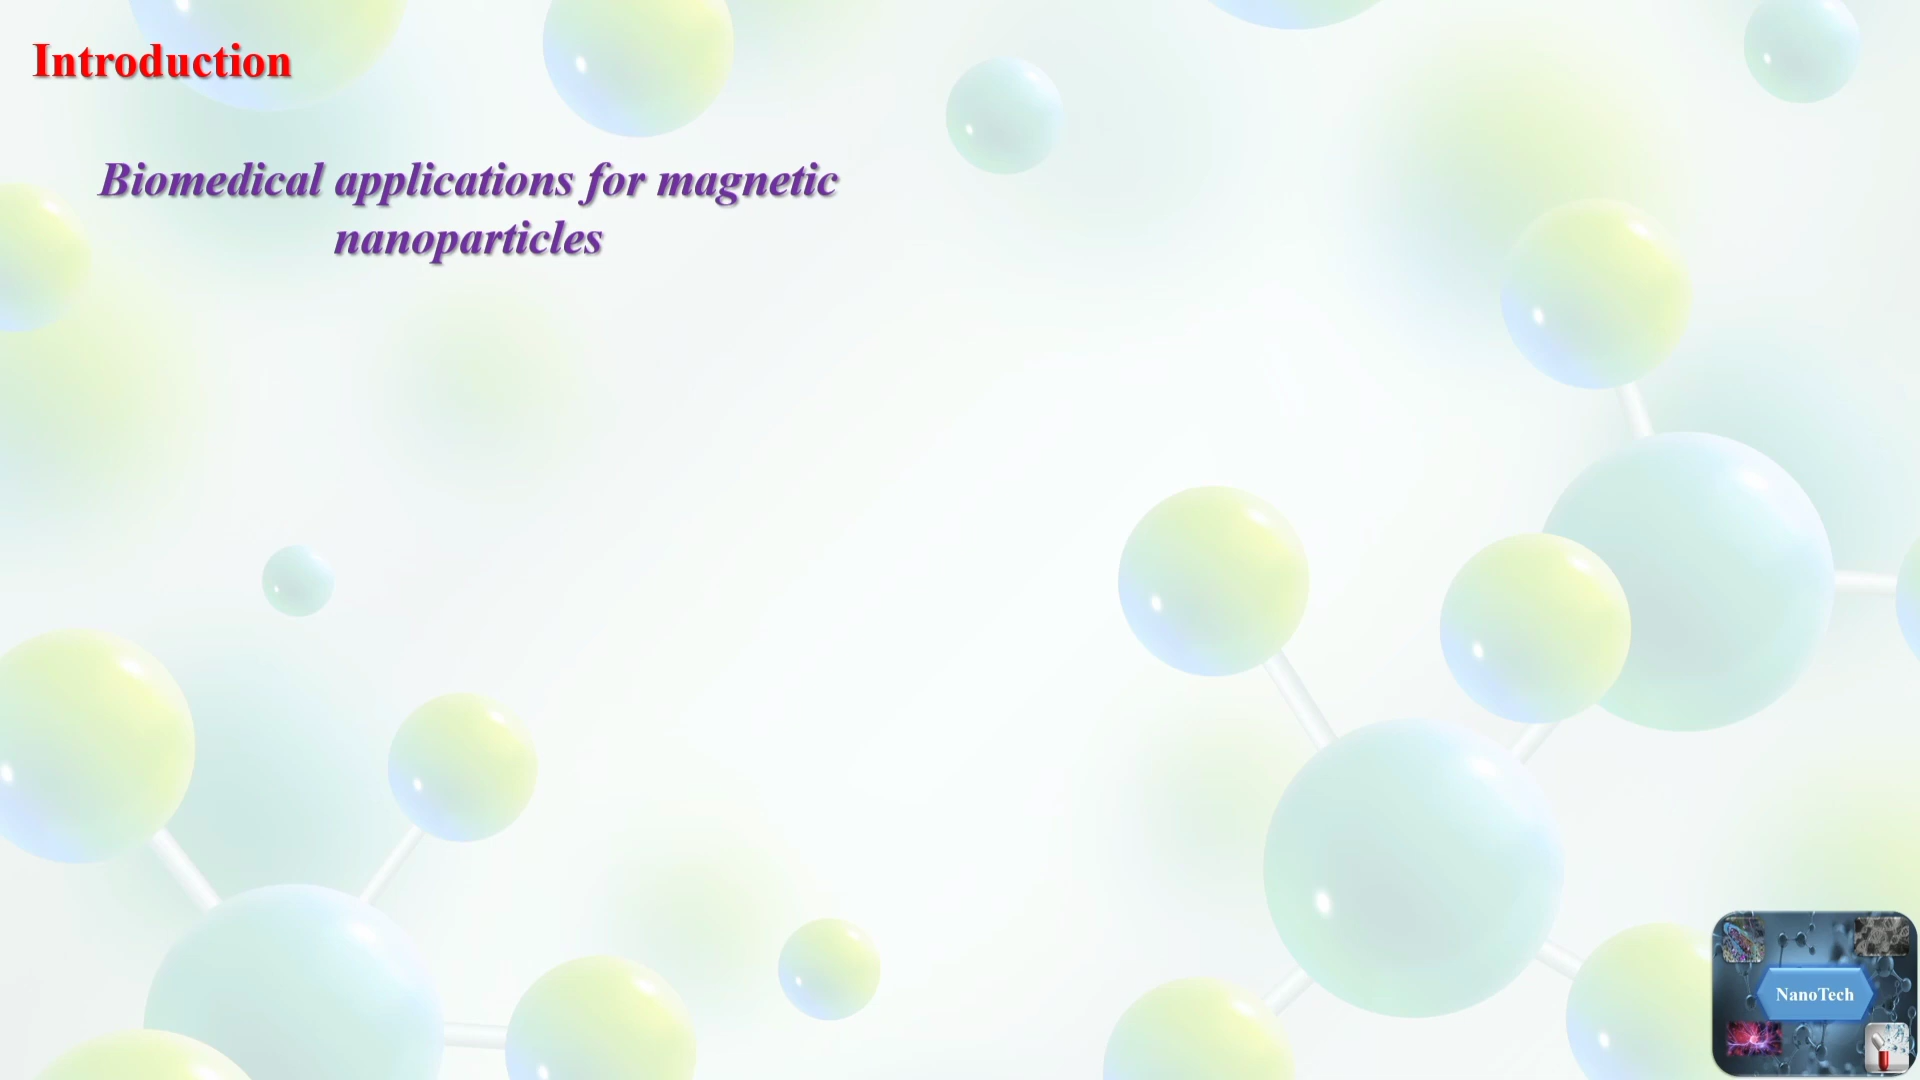 Introduction
Biomedical applications for magnetic
nanoparticles
NanoTech